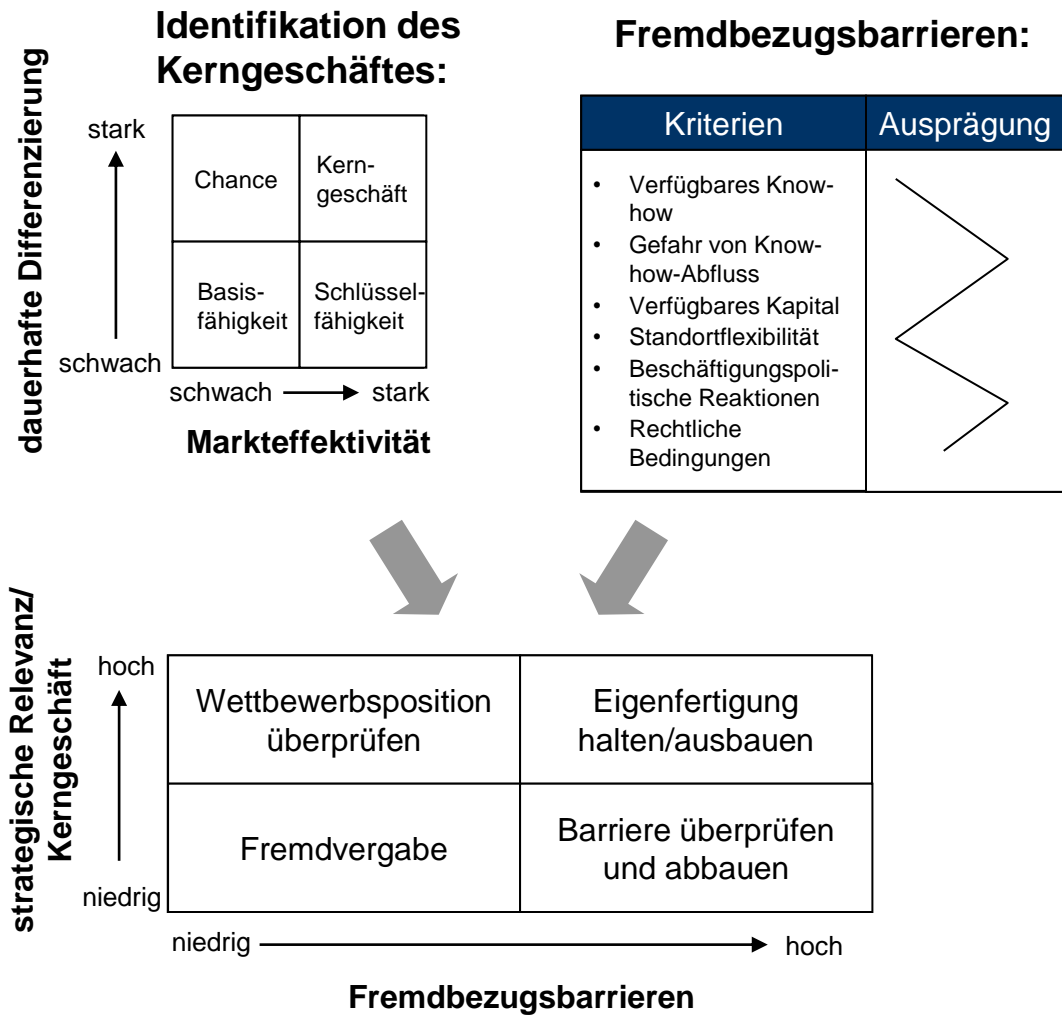 Identifikation des
Kerngeschäftes:
dauerhafte Differenzierung
stark
schwach
Chance
Kern-
geschäft
Basis-
fähigkeit
Schlüssel-
fähigkeit
schwach
stark
Markteffektivität
Fremdbezugsbarrieren:
Kriterien
Ausprägung
• Verfügbares Know-
how
• Gefahr von Know-
how-Abfluss
• Verfügbares Kapital
• Standortflexibilität
• Beschäftigungspoli-
tische Reaktionen
• Rechtliche
Bedingungen
strategische Relevanz/
Kerngeschäft
hoch
niedrig
Wettbewerbsposition
überprüfen
Eigenfertigung
halten/ausbauen
Fremdvergabe
Barriere überprüfen
und abbauen
niedrig
hoch
Fremdbezugsbarrieren